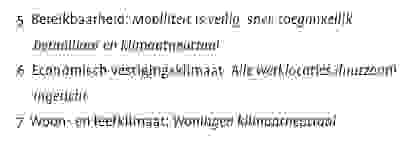 5 Bereikbaarheid: Mobiliteit is veilig, snel, toegankelijk
betaalbaar en klimaatneutraal
6 Economisch vestigingsklimaat: Alle werklocaties duurzaam
ingericht
7 Woon- en leefklimaat: Woningen klimaatneutraal